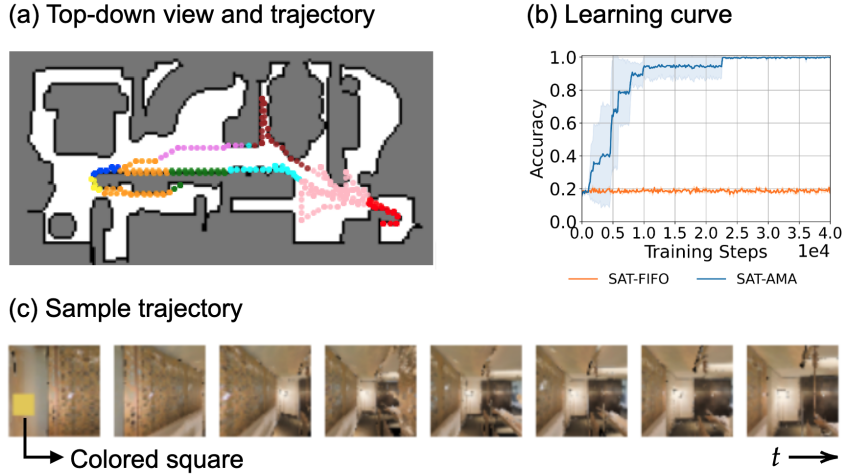 (a) Top-down view and trajectory
(b) Learning curve
1.0
0.8
0.6
0.4
0.2
0.0
Accuracy
0.0 0.5 1.0 1.5 2.0 2.5 3.0 3.5 4.0
Training Steps
1e4
SAT-FIFO
SAT-AMA
(c) Sample trajectory
Colored square
t